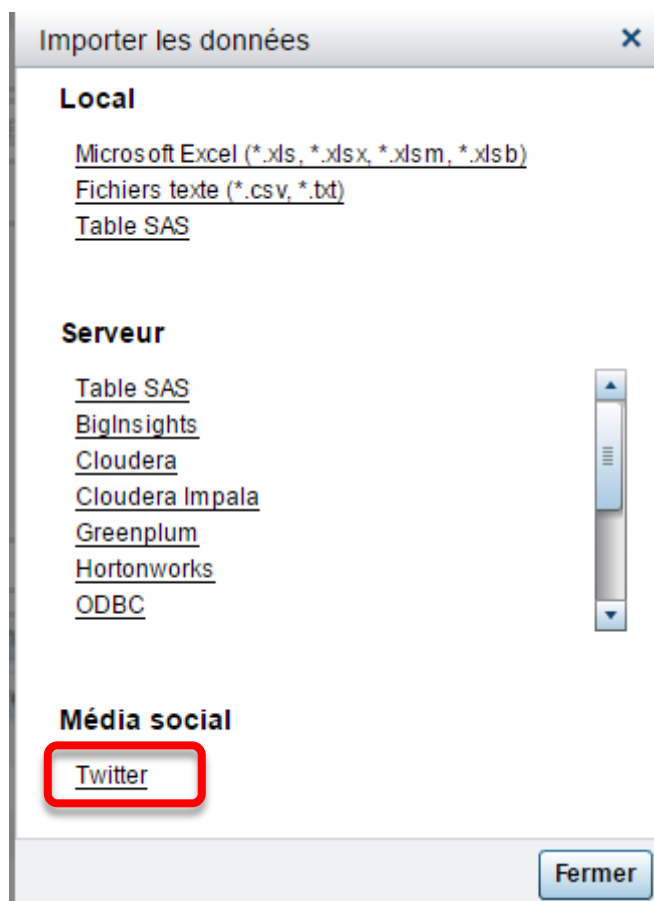 Importer les données
Local
Microsoft Excel (*.xls, *.xlsx, *.xlsm, *.xlsb)
Fichiers texte (*.csv, *.txt)
Table SAS
Serveur
Table SAS
BigInsights
Cloudera
Cloudera Impala
Greenplum
Hortonworks
ODBC
Média social
Twitter
Fermer